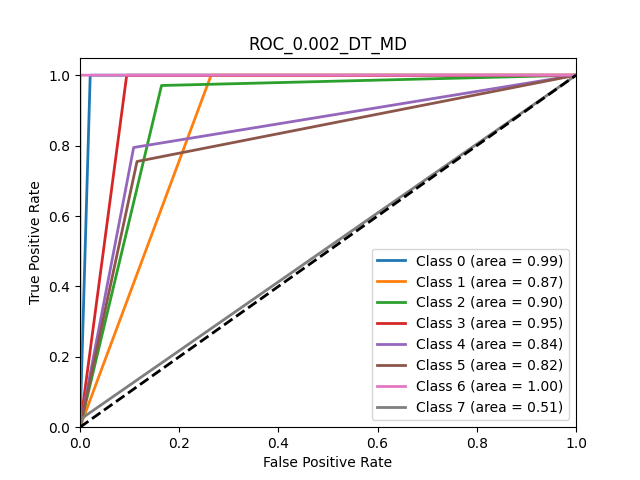 ROC_0.002_DT_MD
True Positive Rate
1.0
0.8
0.6
0.4
0.2
0.0
Class 0 (area = 0.99)
Class 1 (area = 0.87)
Class 2 (area = 0.90)
Class 3 (area = 0.95)
Class 4 (area = 0.84)
Class 5 (area = 0.82)
Class 6 (area = 1.00)
Class 7 (area = 0.51)
0.0 0.2 0.4 0.6 0.8 1.0
False Positive Rate